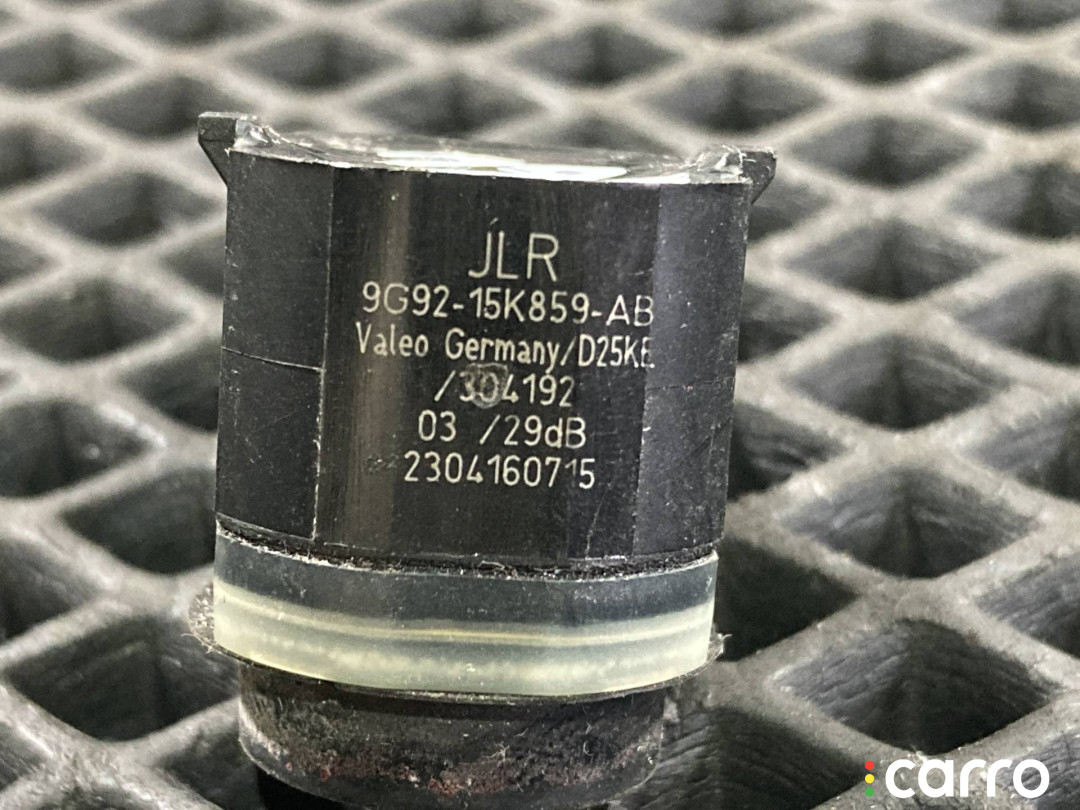 JLR
9G92-15K859-AB
Valeo Germany/D25KE
/304192
03 /29dB
2304160715
carro